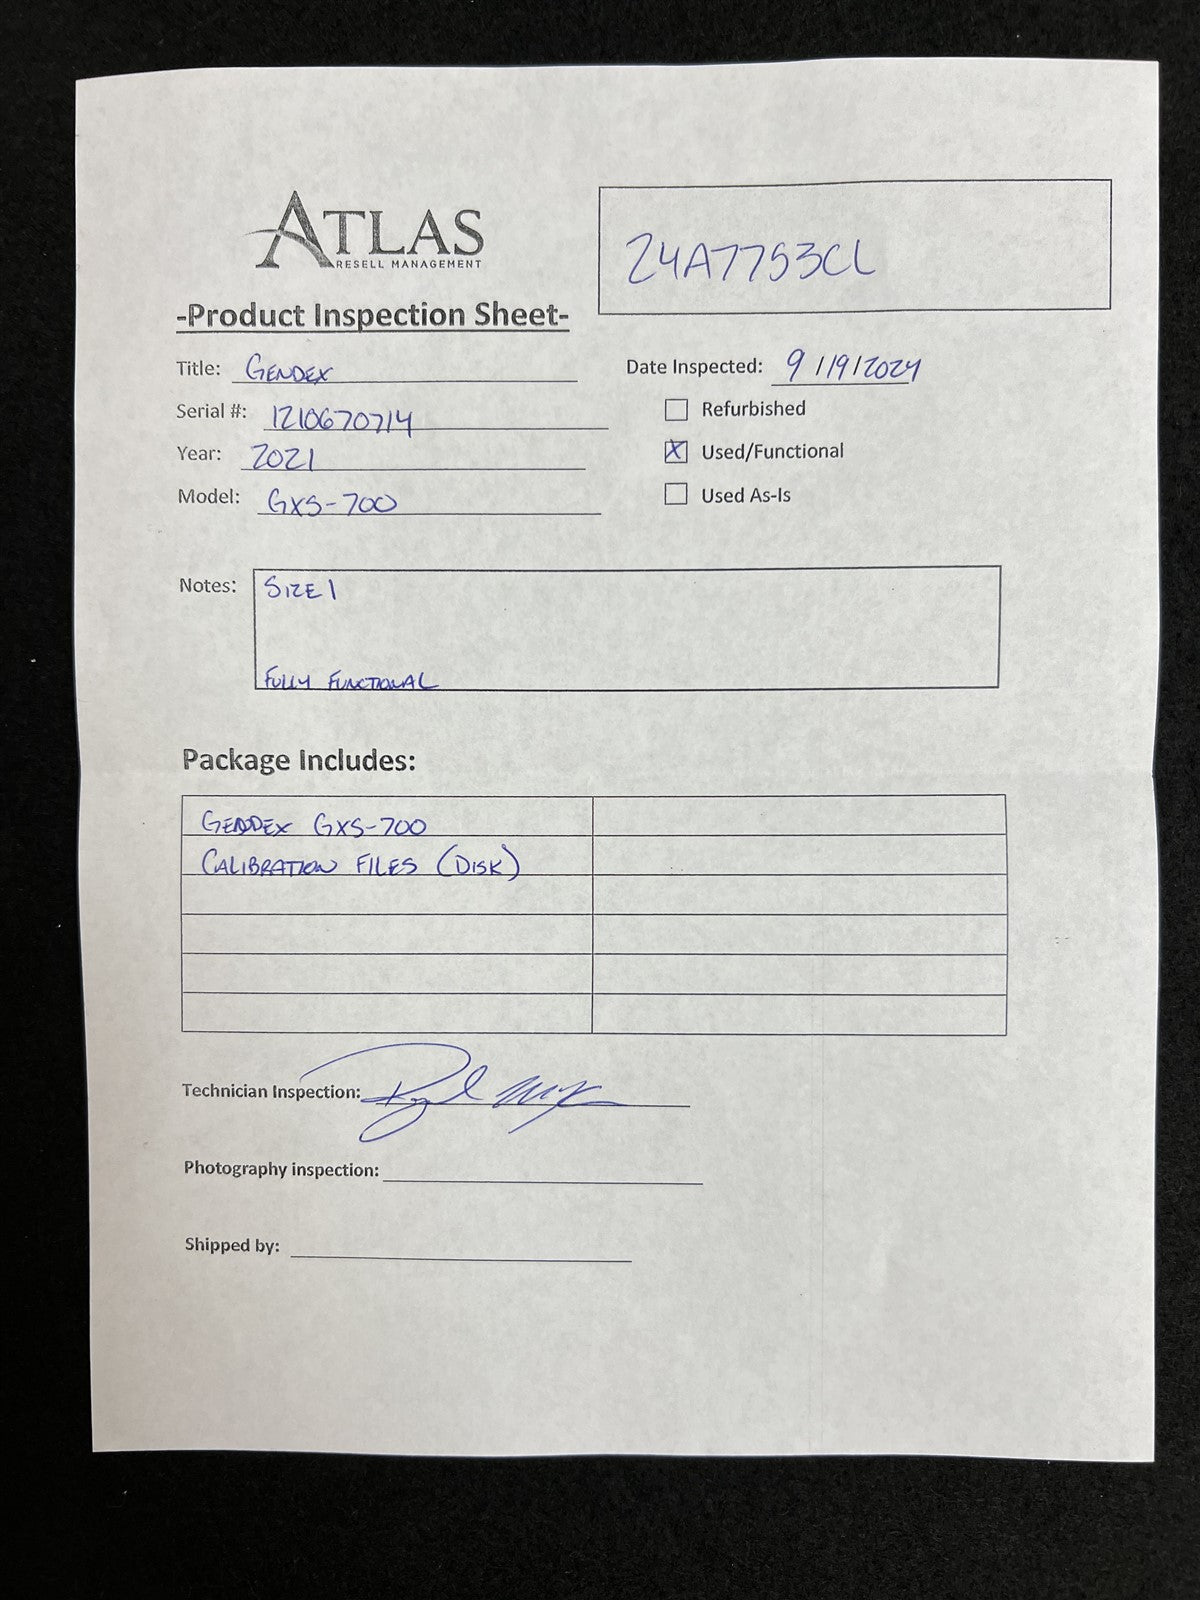 ATLAS
RESELL MANAGEMENT
24A7753CL
-Product Inspection Sheet-
Title: GENDEX
Date Inspected: 9/19/2024
Serial #: 1210670714
Refurbished
Year: 2021
X Used/Functional
Model: GXS-700
Used As-Is
Notes: SIZE 1
FULLY FUNCTIONAL
Package Includes:
GENDEX GXS-700
CALIBRATION FILES (DISK)
Technician Inspection:
Photography inspection:
Shipped by: